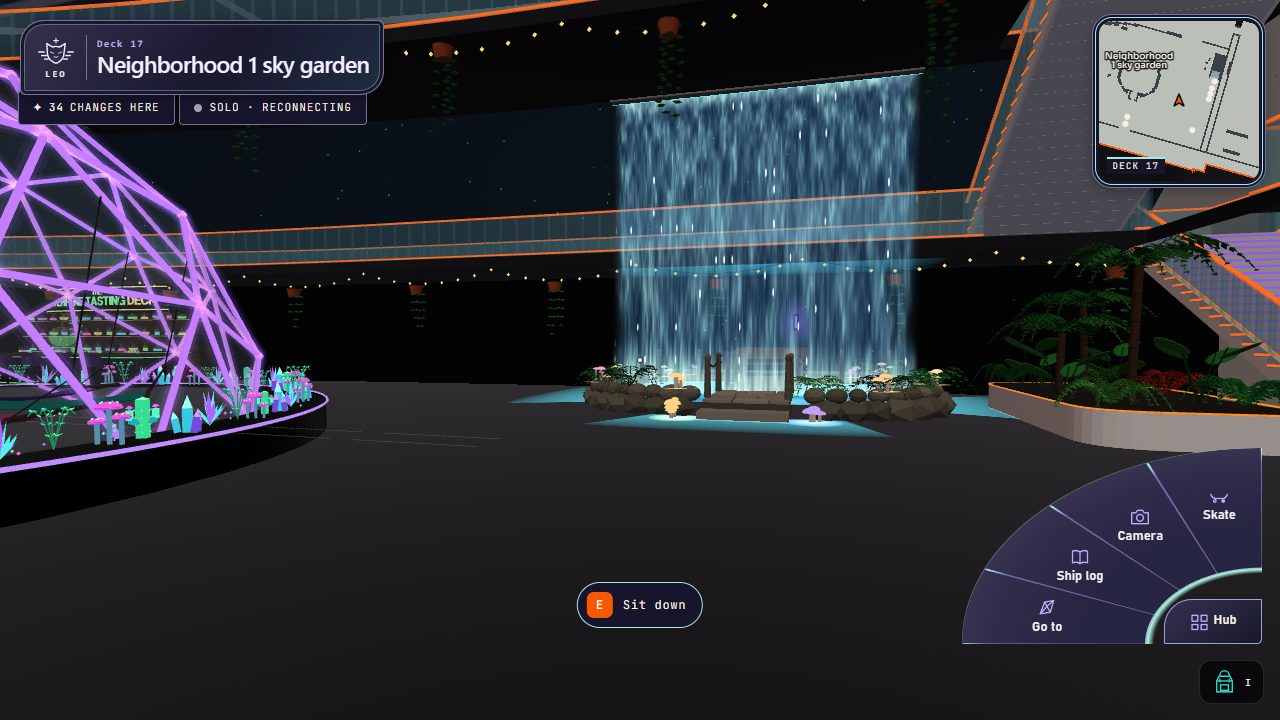 Deck 17
Neighborhood 1 sky garden
LEO
34 CHANGES HERE
SOLO · RECONNECTING
Neighborhood
1 sky garden
DECK 17
TASTING DECK
Skate
Camera
Ship log
Go to
Hub
E Sit down
I